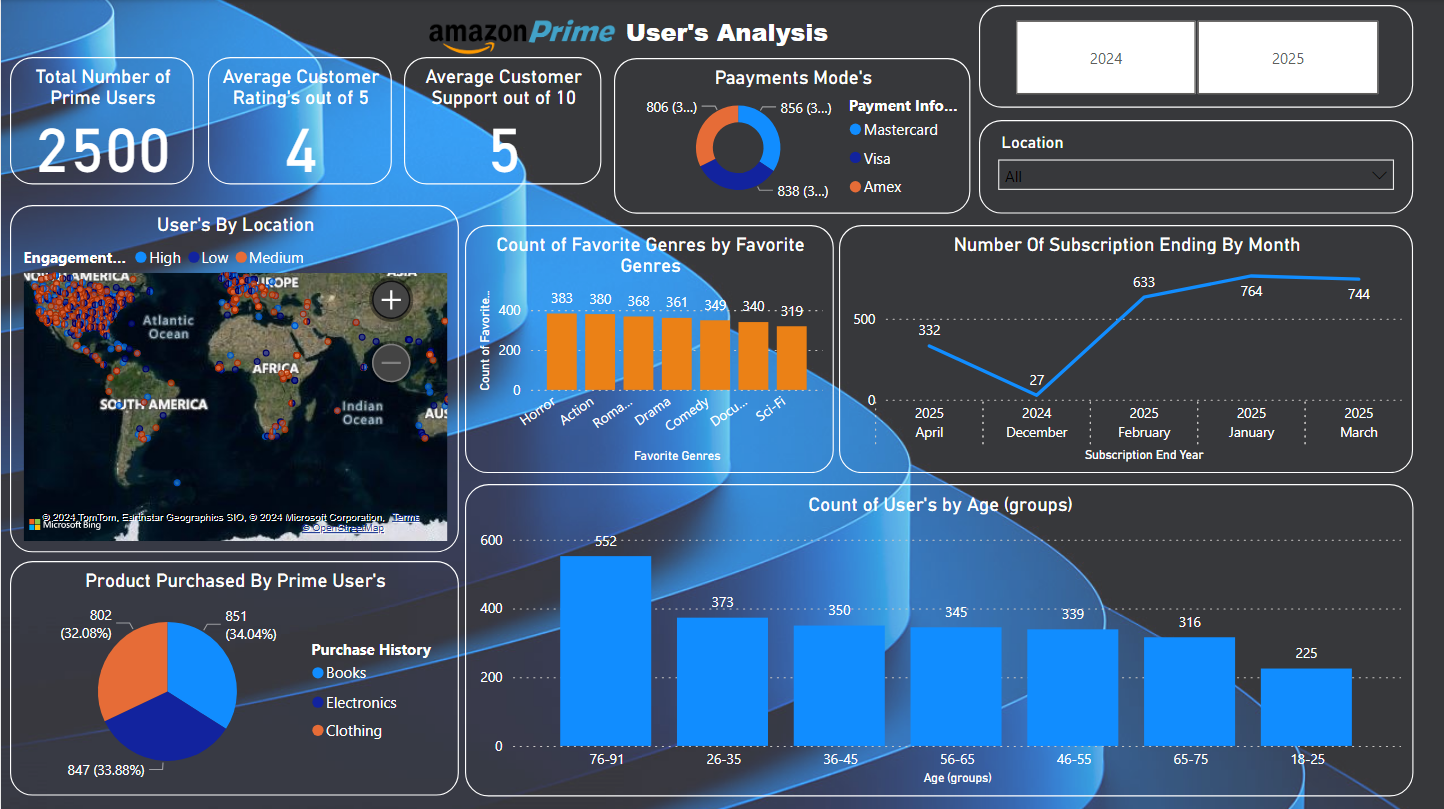 amazonPrime User's Analysis
2024
2025
Total Number of
Prime Users
2500
Average Customer
Rating's out of 5
4
Average Customer
Support out of 10
5
Paayments Mode's
806 (3...)
856 (3...)
838 (3...)
Payment Info...
Mastercard
Visa
Amex
Location
All
User's By Location
Engagement...
High
Low
Medium
NORTH AMERICA
EUROPE
ASIA
Atlantic
Ocean
AFRICA
SOUTH AMERICA
Indian
Ocean
AUS
© 2024 TomTom, Earthstar Geographics SIO, © 2024 Microsoft Corporation, Terms
Microsoft Bing
© OpenStreetMap
Count of Favorite Genres by Favorite
Genres
Count of Favorite...
400
200
0
383
380
368
361
349
340
319
Horror
Action
Roma...
Drama
Comedy
Docu...
Sci-Fi
Favorite Genres
Number Of Subscription Ending By Month
500
0
332
27
633
764
744
2025
April
2024
December
2025
February
2025
January
2025
March
Subscription End Year
Product Purchased By Prime User's
802
(32.08%)
851
(34.04%)
847 (33.88%)
Purchase History
Books
Electronics
Clothing
Count of User's by Age (groups)
600
400
200
0
552
373
350
345
339
316
225
76-91
26-35
36-45
56-65
46-55
65-75
18-25
Age (groups)